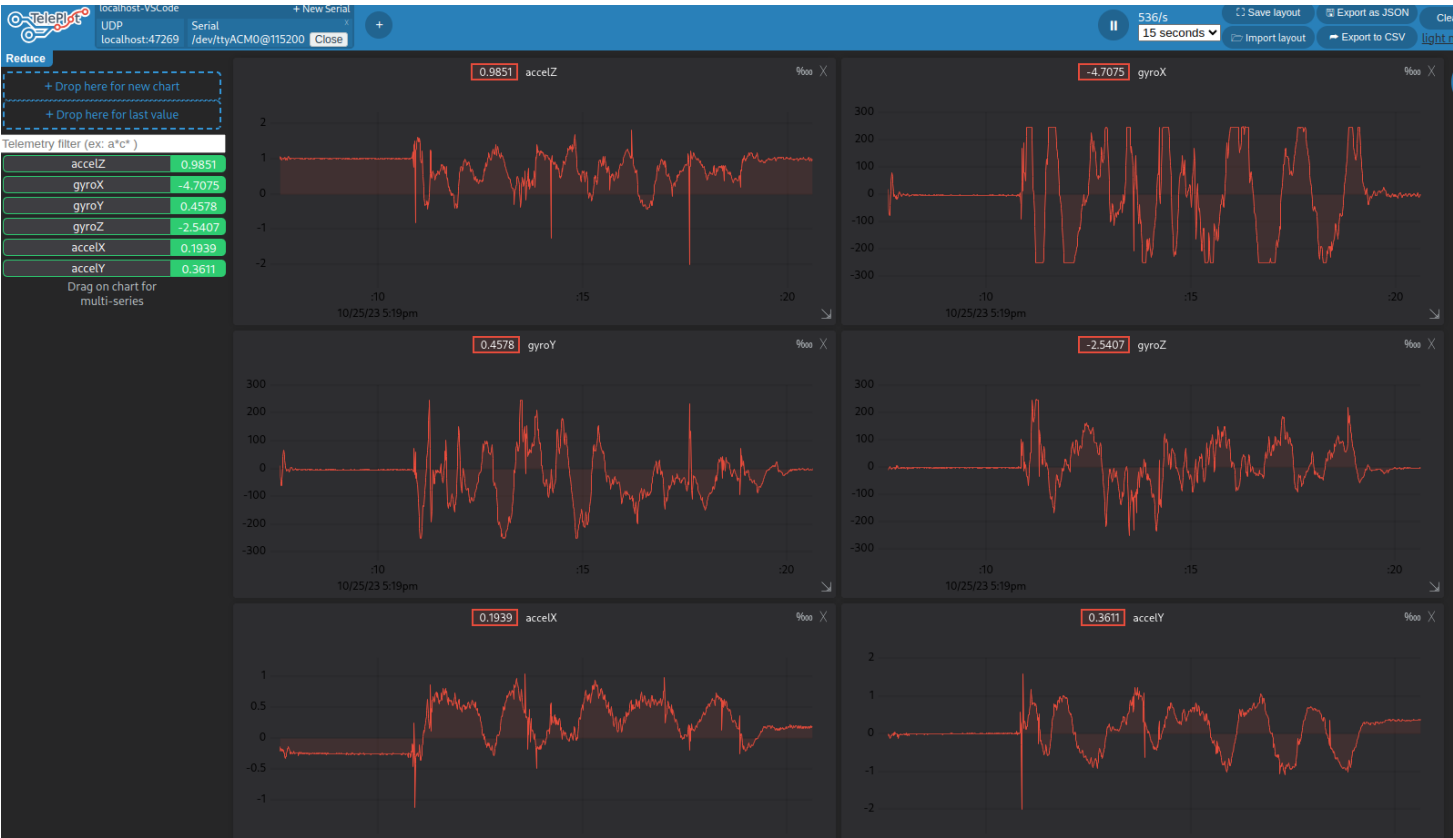 TelePlot
localhost-VSCode
+ New Serial
UDP
localhost:47269
Serial
x
/dev/ttyACM0@115200
Close
+
536/s
15 seconds
Save layout
Export as JSON
Import layout
Export to CSV
Reduce
+ Drop here for new chart
+ Drop here for last value
Telemetry filter (ex: a*c* )
accelZ 0.9851
gyroX -4.7075
gyroY 0.4578
gyroZ -2.5407
accelX 0.1939
accelY 0.3611
Drag on chart for
multi-series
0.9851 accelZ
%00 X
2
1
0
-1
-2
:10 :15 :20
10/25/23 5:19pm
-4.7075 gyroX
%00 X
300
200
100
0
-100
-200
-300
:10 :15 :20
10/25/23 5:19pm
0.4578 gyroY
%00 X
300
200
100
0
-100
-200
-300
:10 :15 :20
10/25/23 5:19pm
-2.5407 gyroZ
%00 X
300
200
100
0
-100
-200
-300
:10 :15 :20
10/25/23 5:19pm
0.1939 accelX
%00 X
1
0.5
0
-0.5
-1
0.3611 accelY
%00 X
2
1
0
-1
-2